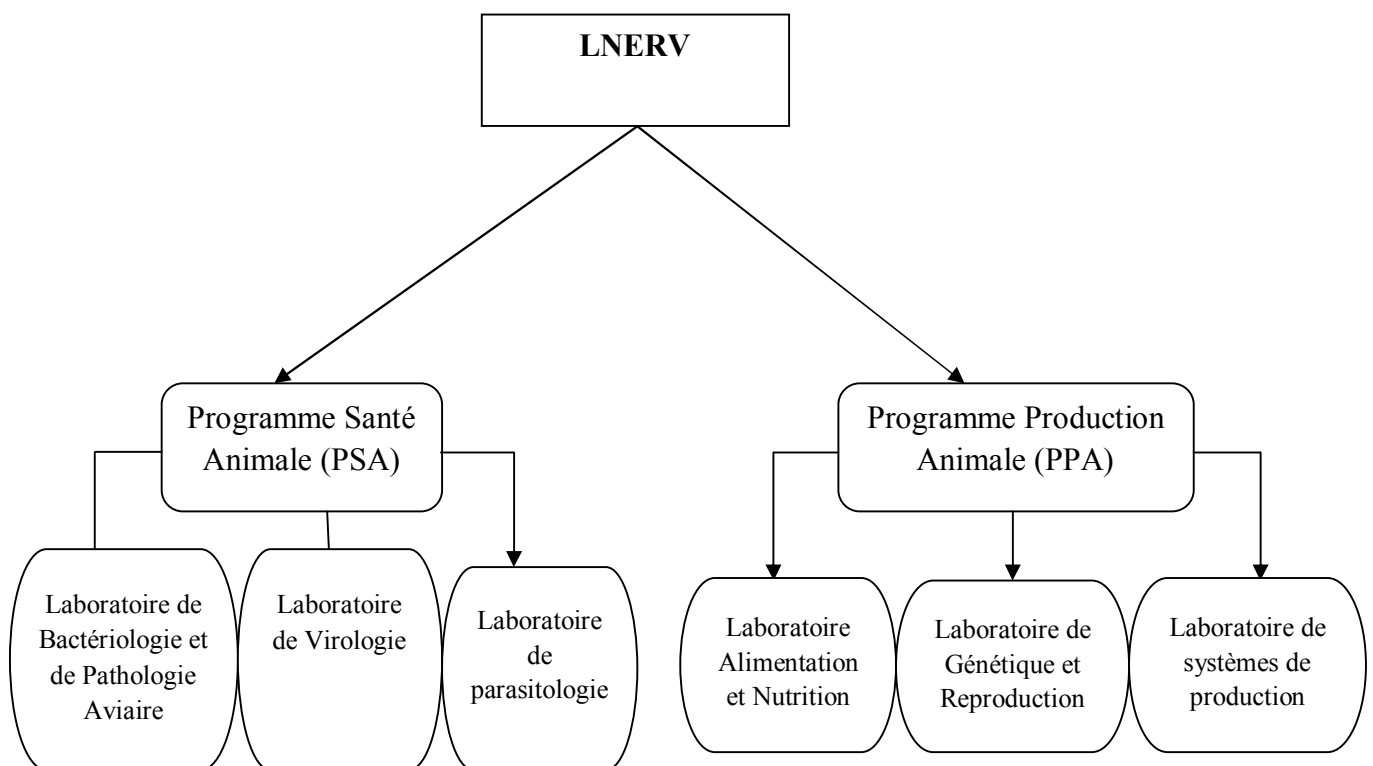 LNERV
Programme Santé
Animale (PSA)
Programme Production
Animale (PPA)
Laboratoire de
Bactériologie et
de Pathologie
Aviaire
Laboratoire
de Virologie
Laboratoire
de
parasitologie
Laboratoire
Alimentation
et Nutrition
Laboratoire de
Génétique et
Reproduction
Laboratoire de
systèmes de
production